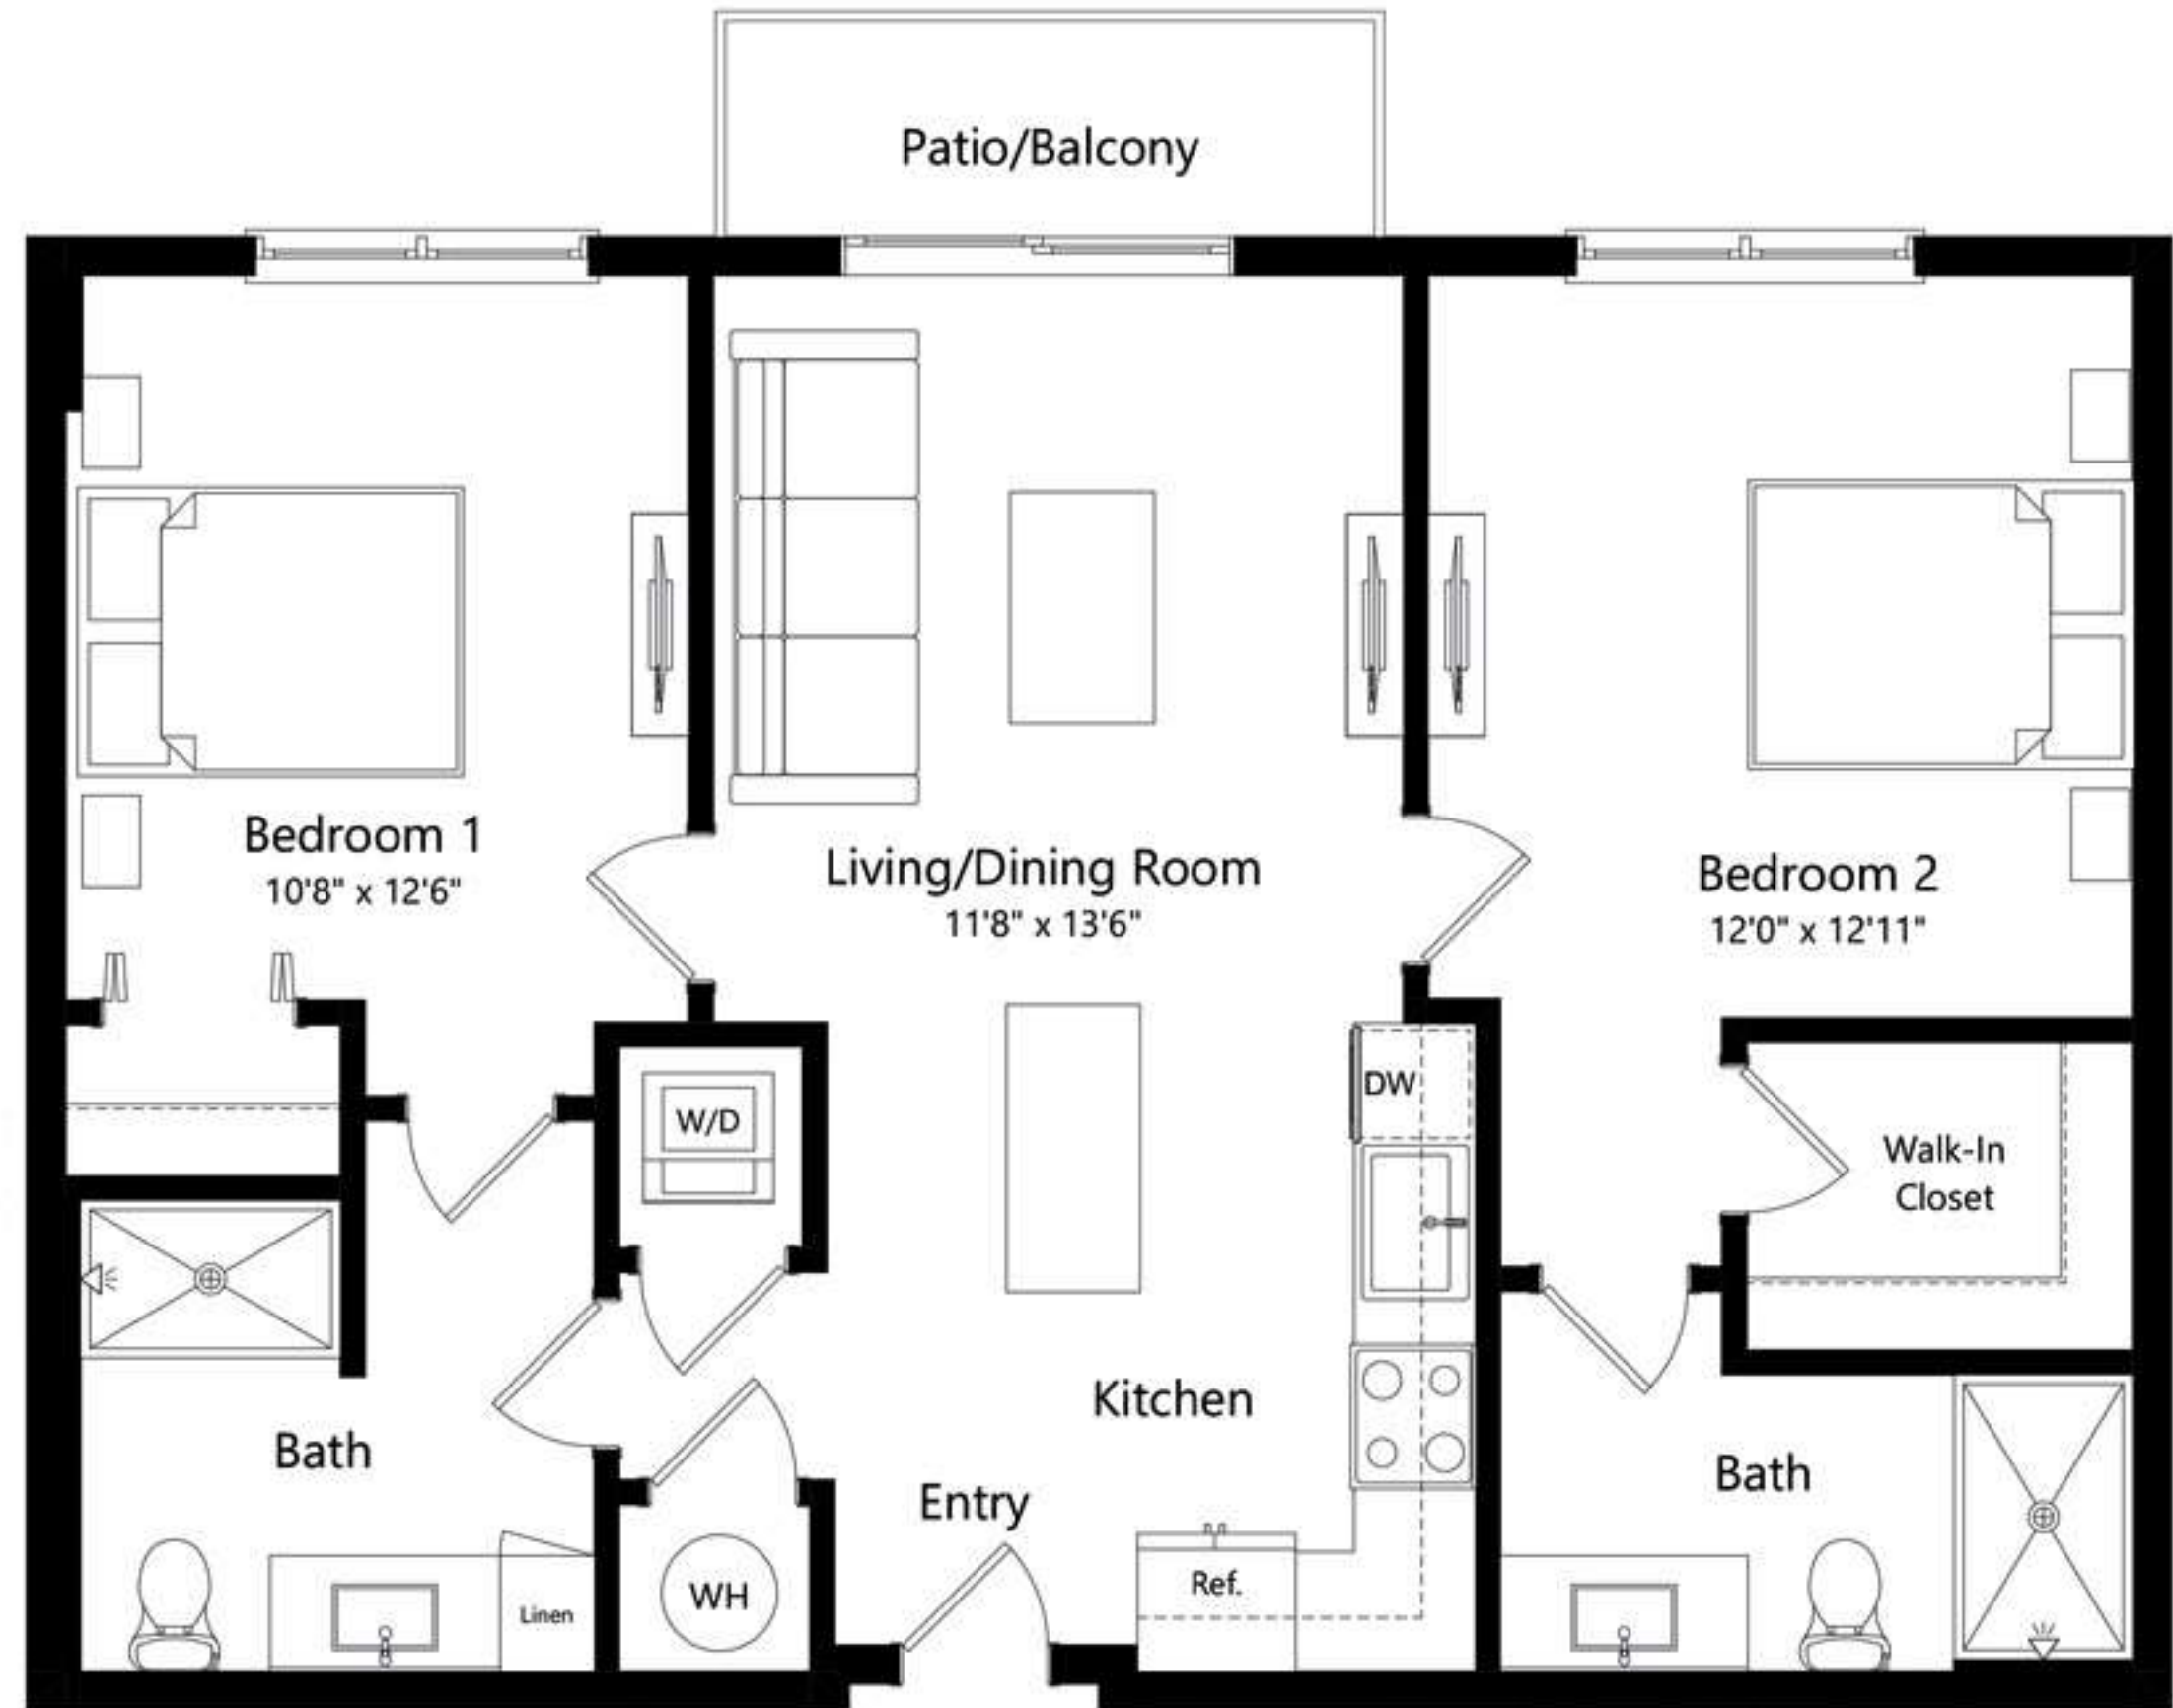 Patio/Balcony
Bedroom 1
10'8" x 12'6"
Living/Dining Room
11'8" x 13'6"
Bedroom 2
12'0" x 12'11"
W/D
DW
Walk-In
Closet
Kitchen
Bath
Bath
Entry
WH
Ref.
Linen